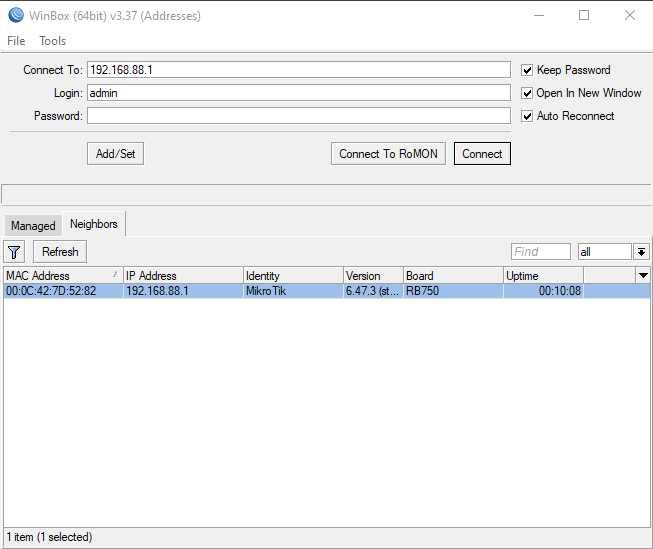 WinBox (64bit) v3.37 (Addresses)
File Tools
Connect To: 192.168.88.1 Keep Password
Login: admin Open In New Window
Password: Auto Reconnect
Add/Set Connect To RoMON Connect
Managed Neighbors
Refresh Find all
MAC Address IP Address Identity Version Board Uptime
00:0C:42:7D:52:82 192.168.88.1 MikroTik 6.47.3 (st... RB750 00:10:08
1 item (1 selected)